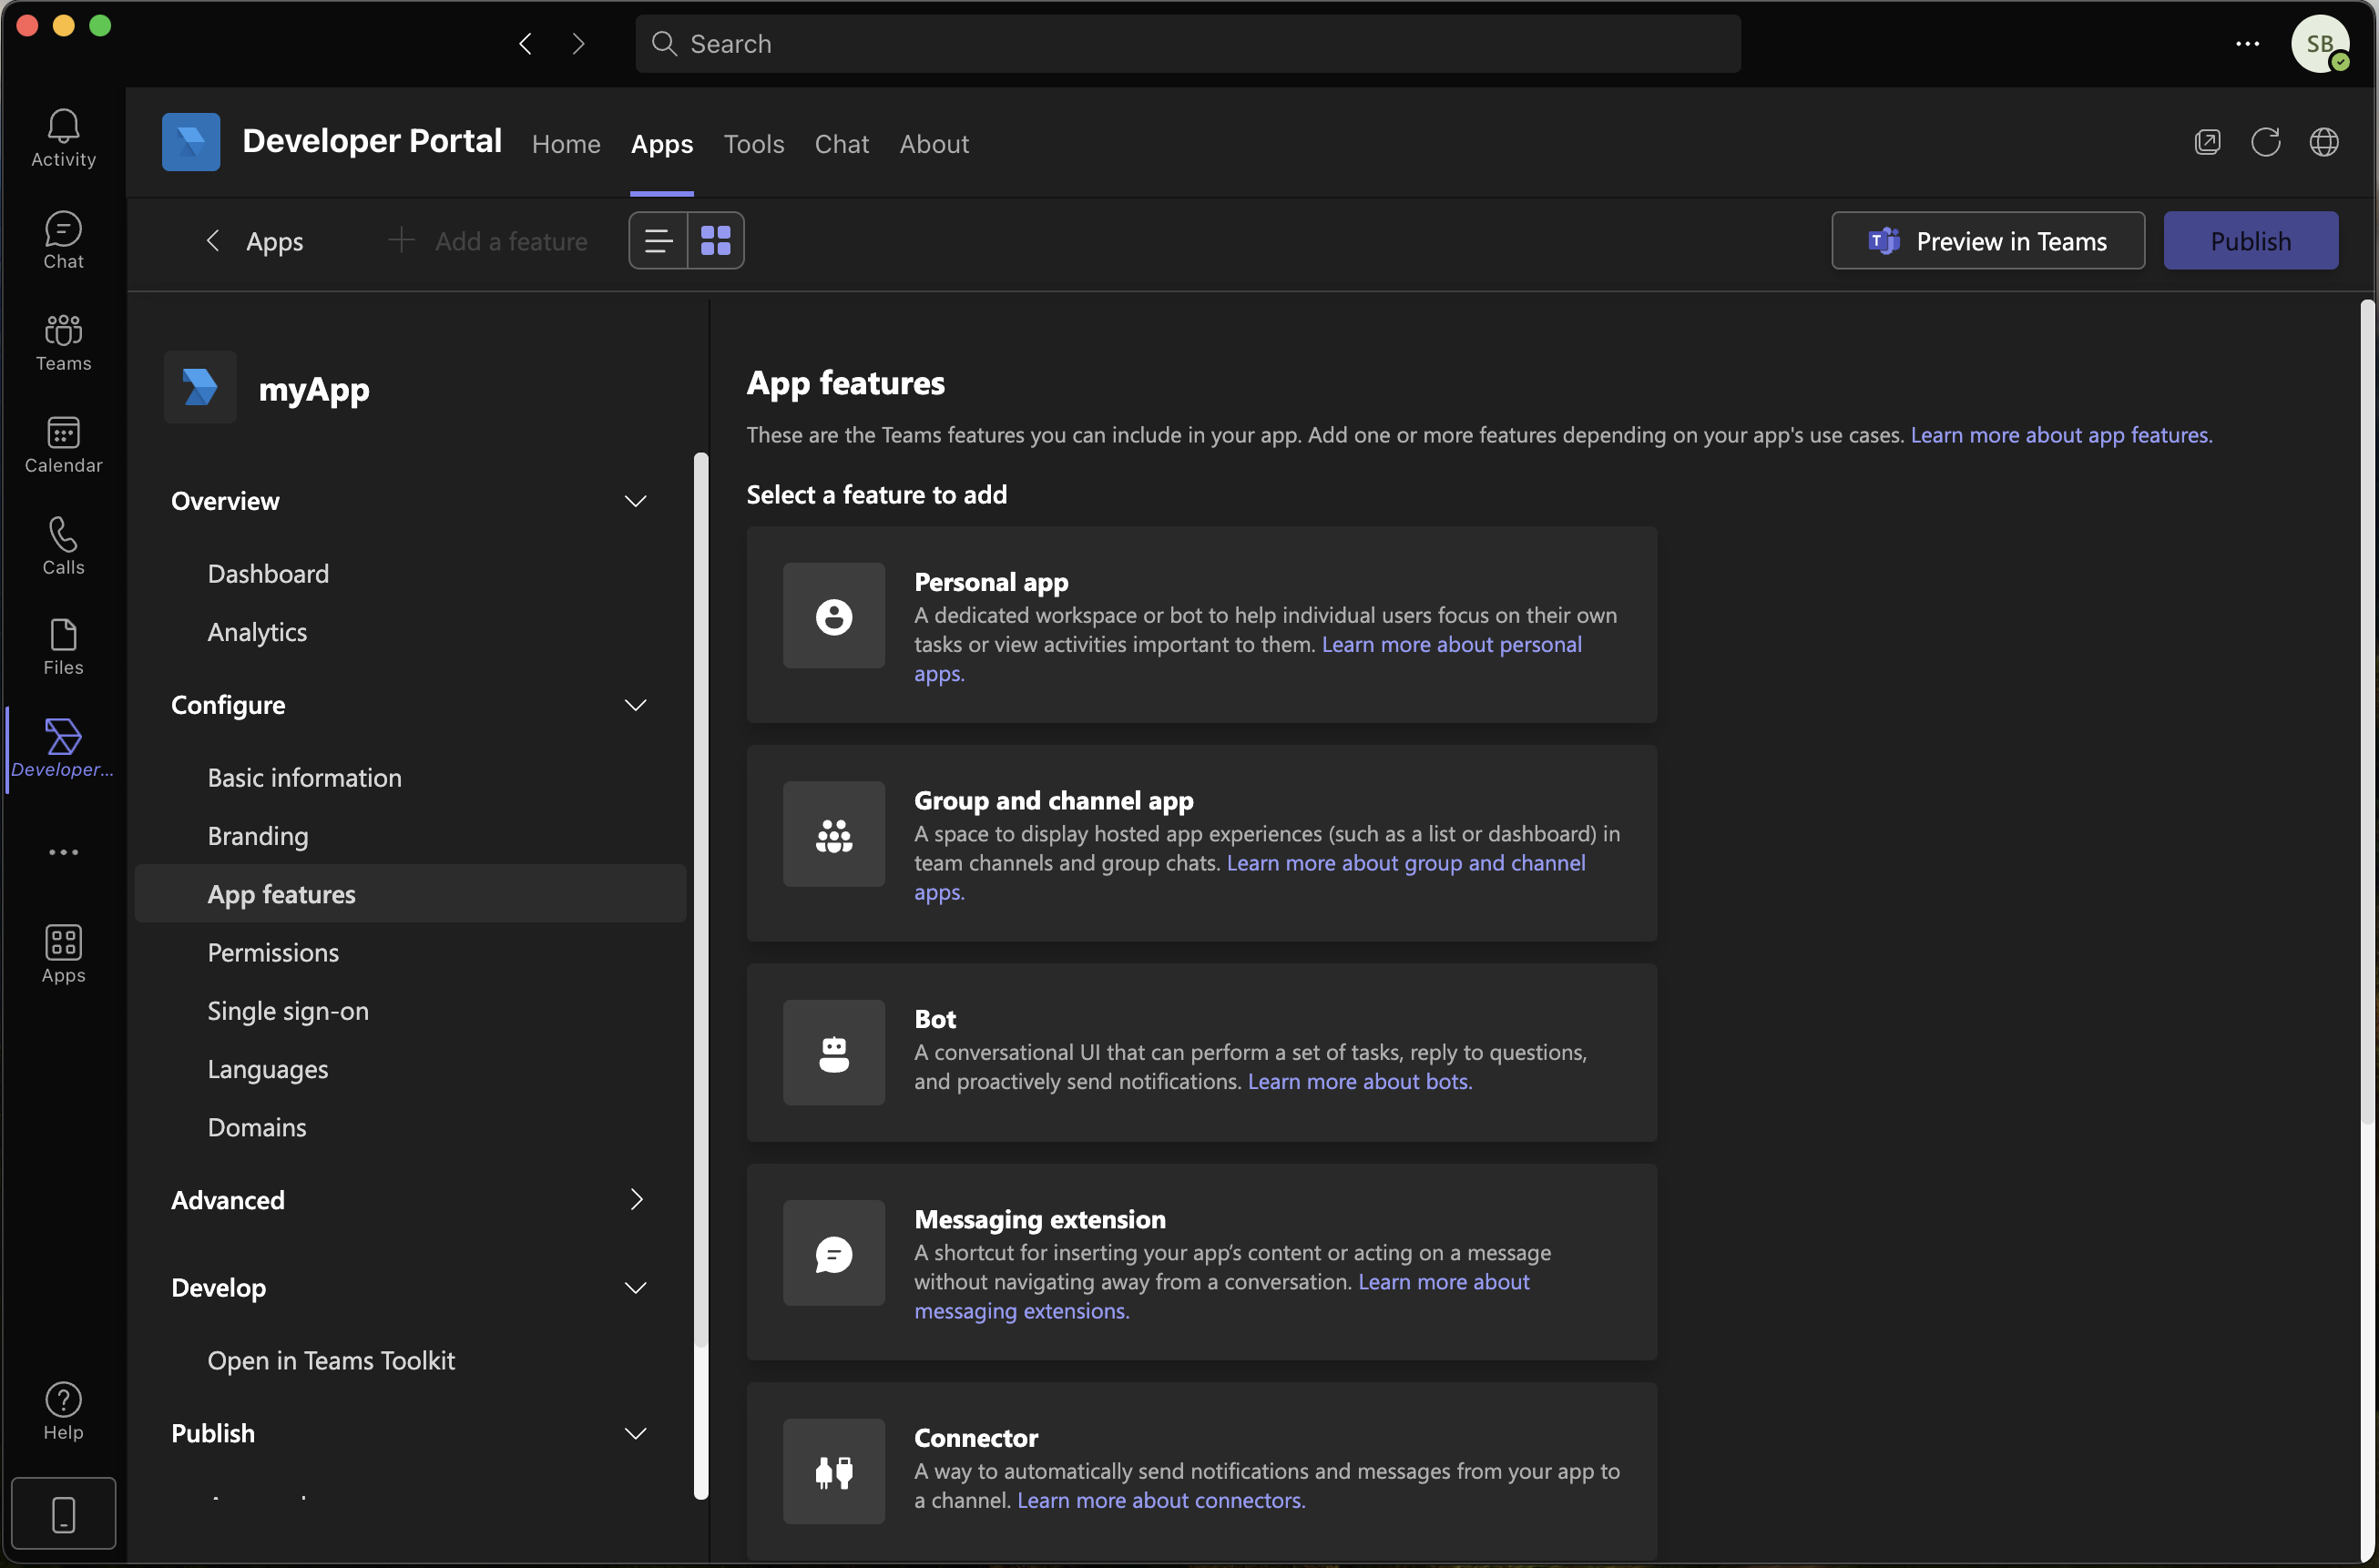 Search
SB
Activity
Chat
Teams
Calendar
Calls
Files
Developer...
Apps
Help
Developer Portal
Home
Apps
Tools
Chat
About
Apps
Add a feature
Preview in Teams
Publish
myApp
Overview
Dashboard
Analytics
Configure
Basic information
Branding
App features
Permissions
Single sign-on
Languages
Domains
Advanced
Develop
Open in Teams Toolkit
Publish
App features
These are the Teams features you can include in your app. Add one or more features depending on your app's use cases. Learn more about app features.
Select a feature to add
Personal app
A dedicated workspace or bot to help individual users focus on their own
tasks or view activities important to them. Learn more about personal
apps.
Group and channel app
A space to display hosted app experiences (such as a list or dashboard) in
team channels and group chats. Learn more about group and channel
apps.
Bot
A conversational UI that can perform a set of tasks, reply to questions,
and proactively send notifications. Learn more about bots.
Messaging extension
A shortcut for inserting your app’s content or acting on a message
without navigating away from a conversation. Learn more about
messaging extensions.
Connector
A way to automatically send notifications and messages from your app to
a channel. Learn more about connectors.